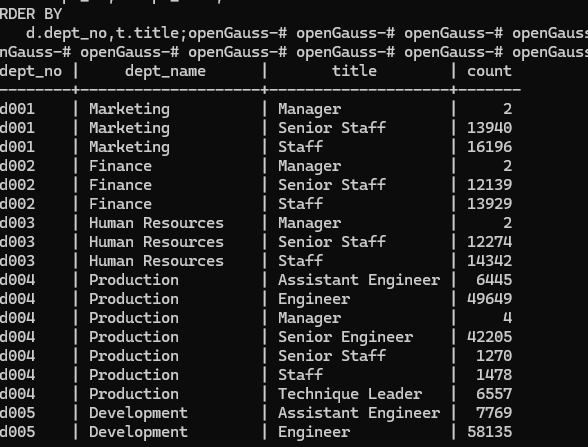 RDER BY
    d.dept_no,t.title;openGauss-# openGauss-# openGauss-# openGauss
nGauss-# openGauss-# openGauss-# openGauss-# openGauss-# openGauss
dept_no |     dept_name      |       title        | count
--------+--------------------+--------------------+-------
d001    | Marketing          | Manager            |     2
d001    | Marketing          | Senior Staff       | 13940
d001    | Marketing          | Staff              | 16196
d002    | Finance            | Manager            |     2
d002    | Finance            | Senior Staff       | 12139
d002    | Finance            | Staff              | 13929
d003    | Human Resources    | Manager            |     2
d003    | Human Resources    | Senior Staff       | 12274
d003    | Human Resources    | Staff              | 14342
d004    | Production         | Assistant Engineer |  6445
d004    | Production         | Engineer           | 49649
d004    | Production         | Manager            |     4
d004    | Production         | Senior Engineer    | 42205
d004    | Production         | Senior Staff       |  1270
d004    | Production         | Staff              |  1478
d004    | Production         | Technique Leader   |  6557
d005    | Development        | Assistant Engineer |  7769
d005    | Development        | Engineer           | 58135